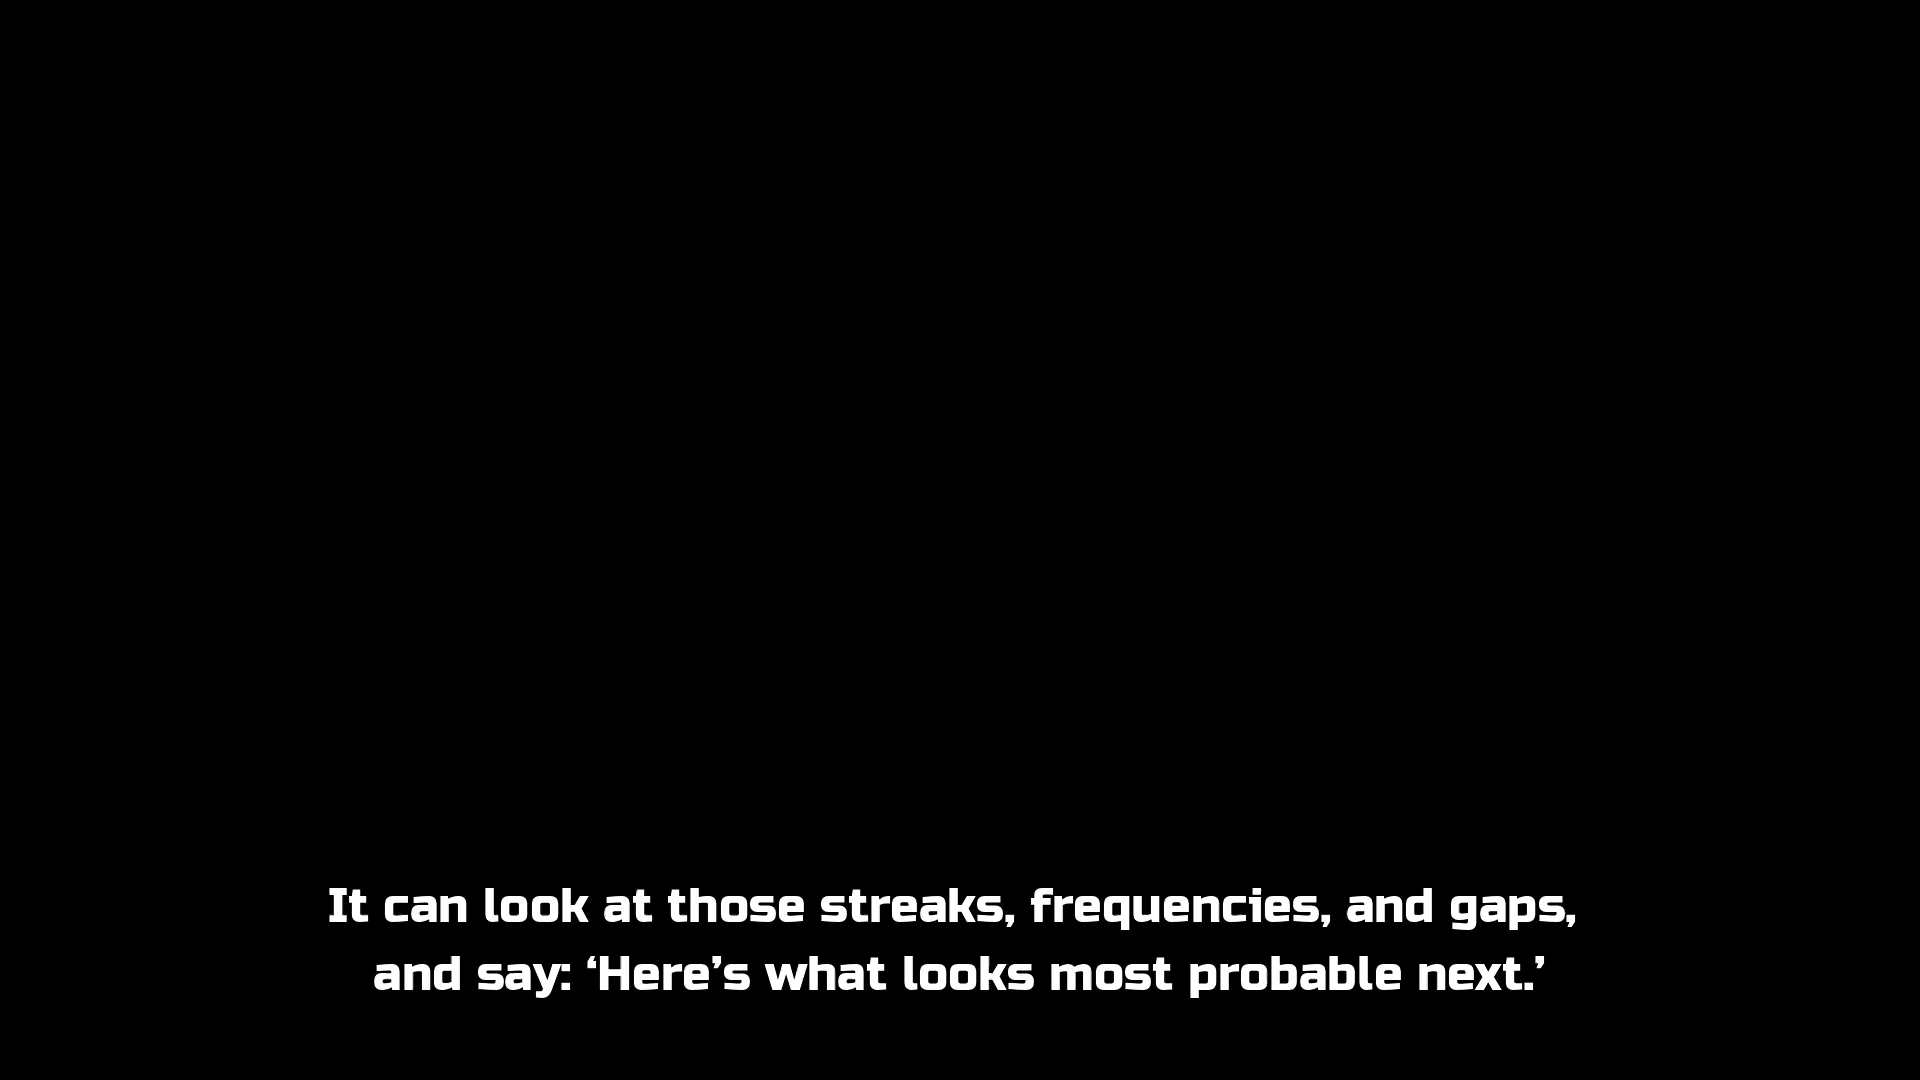 It can look at those streaks, frequencies, and gaps,
and say: ‘Here’s what looks most probable next.’